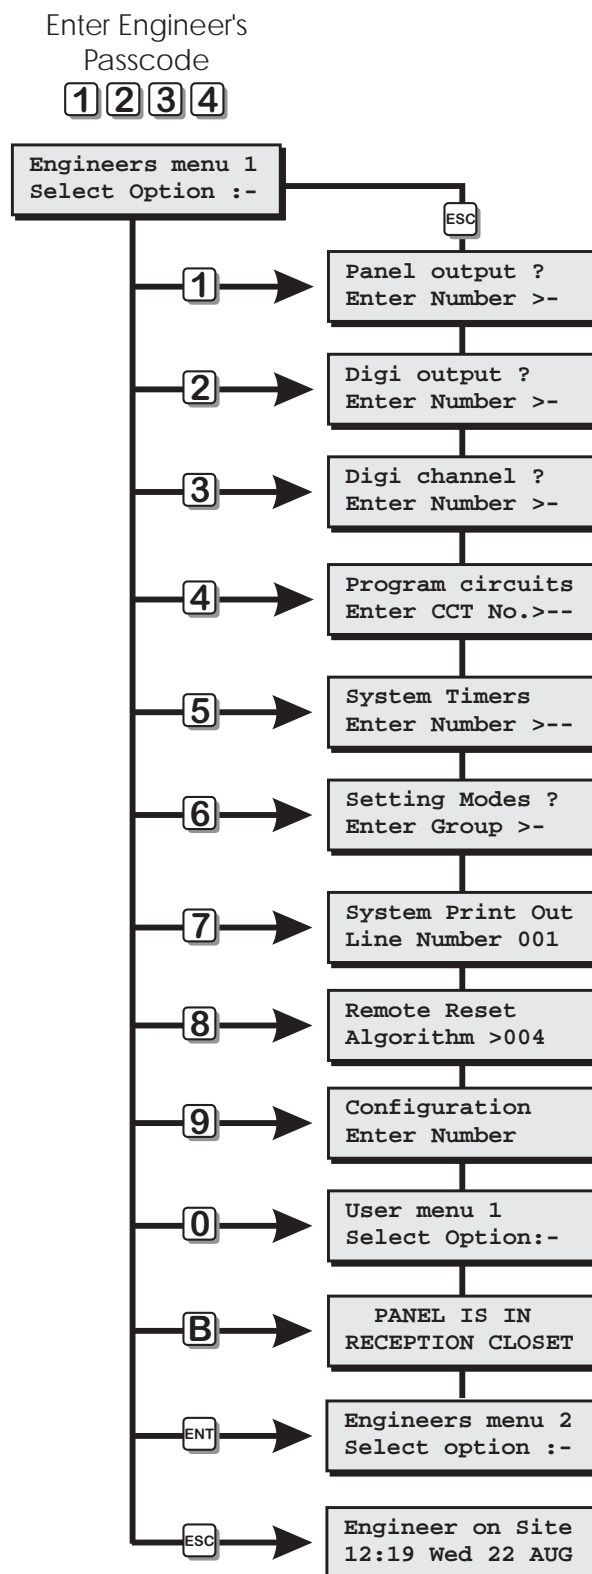 Enter Engineer's
Passcode
1 2 3 4
Engineers menu 1
Select Option :-
ESC
1
Panel output ?
Enter Number >-
2
Digi output ?
Enter Number >-
3
Digi channel ?
Enter Number >-
4
Program circuits
Enter CCT No.>--
5
System Timers
Enter Number >--
6
Setting Modes ?
Enter Group >-
7
System Print Out
Line Number 001
8
Remote Reset
Algorithm >004
9
Configuration
Enter Number
0
User menu 1
Select Option:-
B
PANEL IS IN
RECEPTION CLOSET
ENT
Engineers menu 2
Select option :-
ESC
Engineer on Site
12:19 Wed 22 AUG